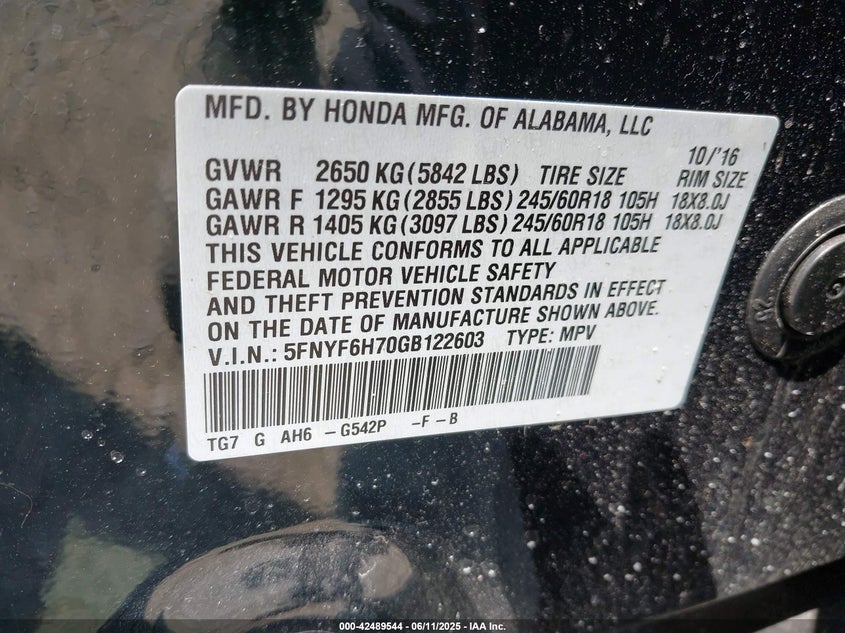 MFD. BY HONDA MFG. OF ALABAMA, LLC
10/'16
GVWR 2650 KG (5842 LBS) TIRE SIZE RIM SIZE
GAWR F 1295 KG (2855 LBS) 245/60R18 105H 18X8.0J
GAWR R 1405 KG (3097 LBS) 245/60R18 105H 18X8.0J
THIS VEHICLE CONFORMS TO ALL APPLICABLE
FEDERAL MOTOR VEHICLE SAFETY
AND THEFT PREVENTION STANDARDS IN EFFECT
ON THE DATE OF MANUFACTURE SHOWN ABOVE.
V.I.N.: 5FNYF6H70GB122603 TYPE: MPV
TG7 G AH6 -G542P -F-B
000-42489544 - 06/11/2025 - IAA Inc.